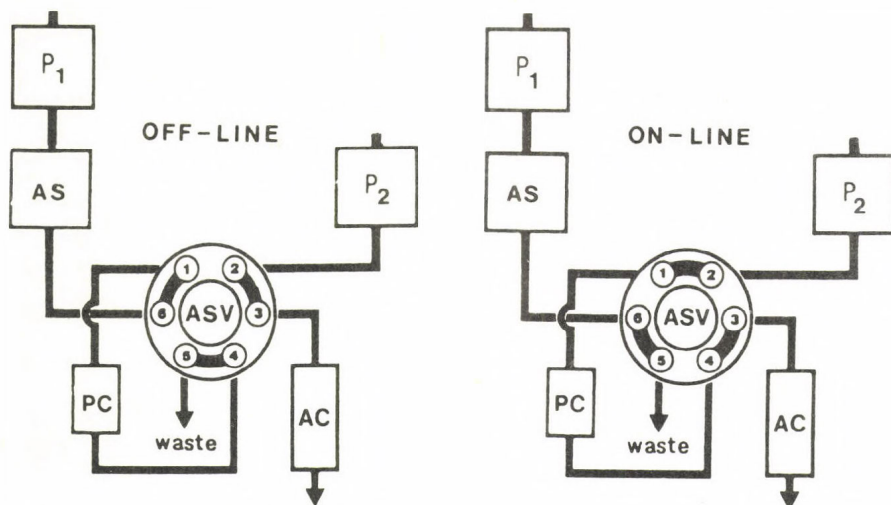 P1
OFF-LINE
AS
P2
1 2
6 ASV 3
5 4
PC
AC
waste
P1
ON-LINE
AS
P2
1 2
6 ASV 3
5 4
PC
AC
waste